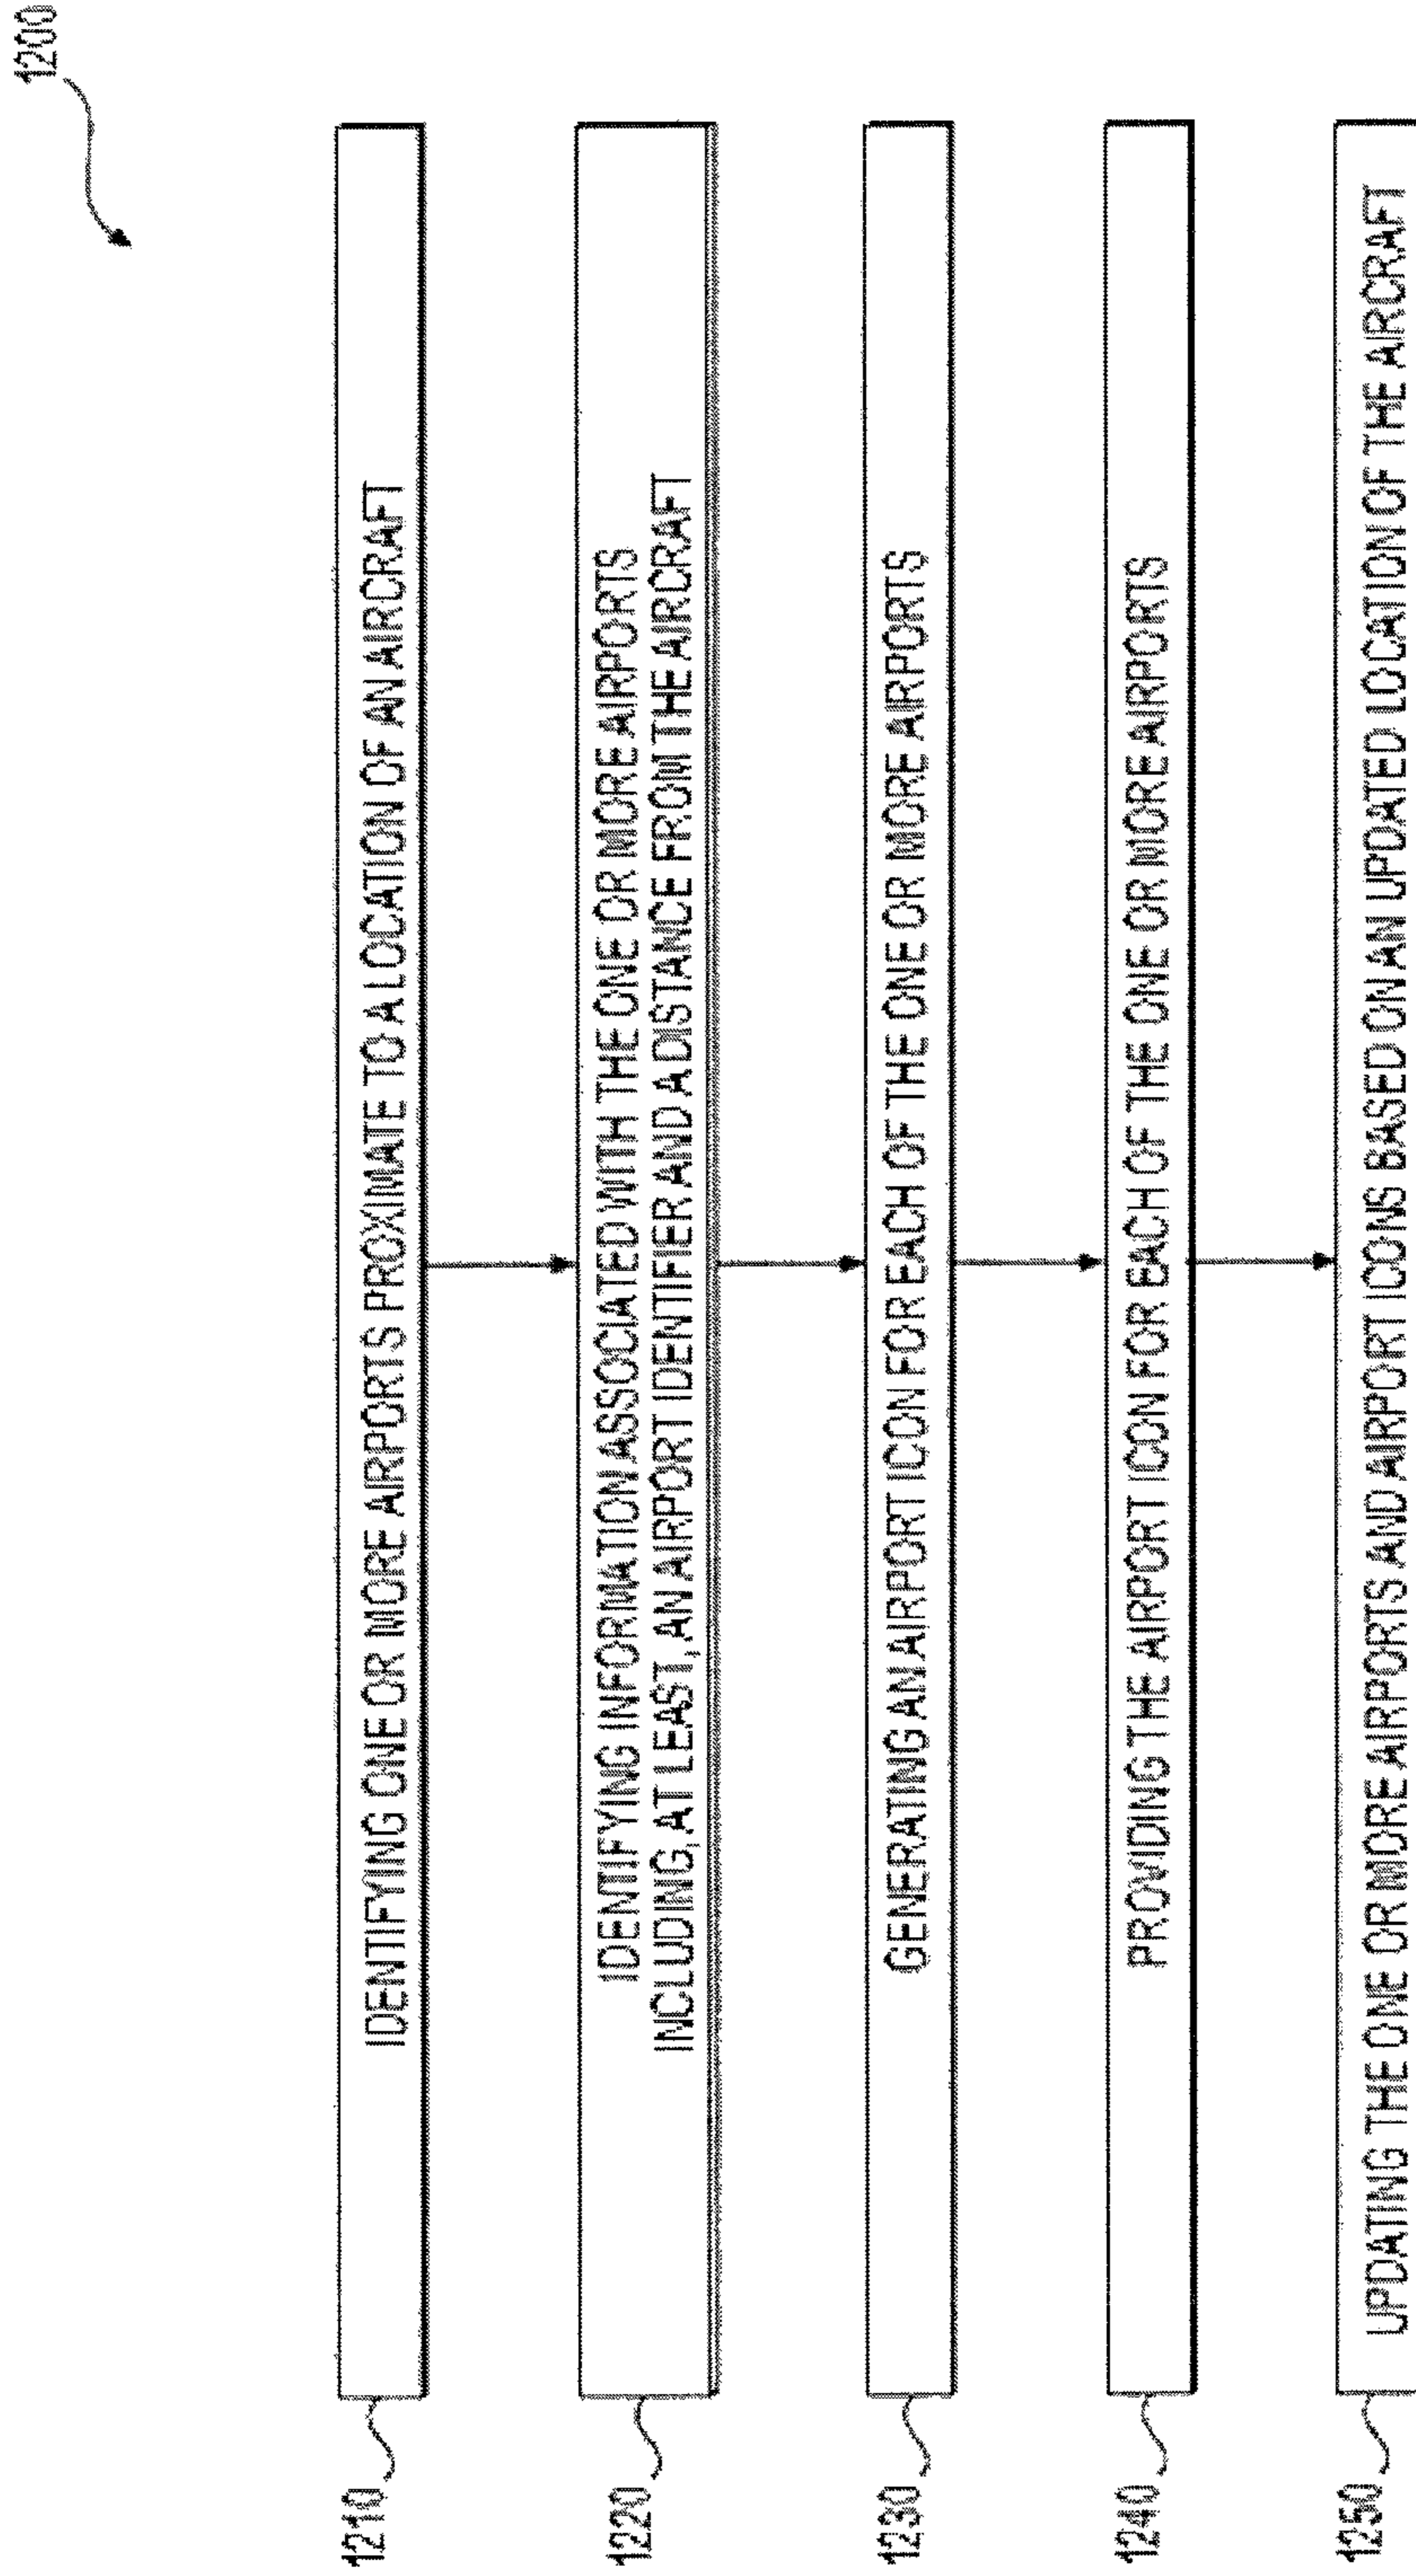 1200
1210
IDENTIFYING ONE OR MORE AIRPORTS PROXIMATE TO A LOCATION OF AN AIRCRAFT
1220
IDENTIFYING INFORMATION ASSOCIATED WITH THE ONE OR MORE AIRPORTS
INCLUDING, AT LEAST, AN AIRPORT IDENTIFIER AND A DISTANCE FROM THE AIRCRAFT
1230
GENERATING AN AIRPORT ICON FOR EACH OF THE ONE OR MORE AIRPORTS
1240
PROVIDING THE AIRPORT ICON FOR EACH OF THE ONE OR MORE AIRPORTS
1250
UPDATING THE ONE OR MORE AIRPORTS AND AIRPORT ICONS BASED ON AN UPDATED LOCATION OF THE AIRCRAFT